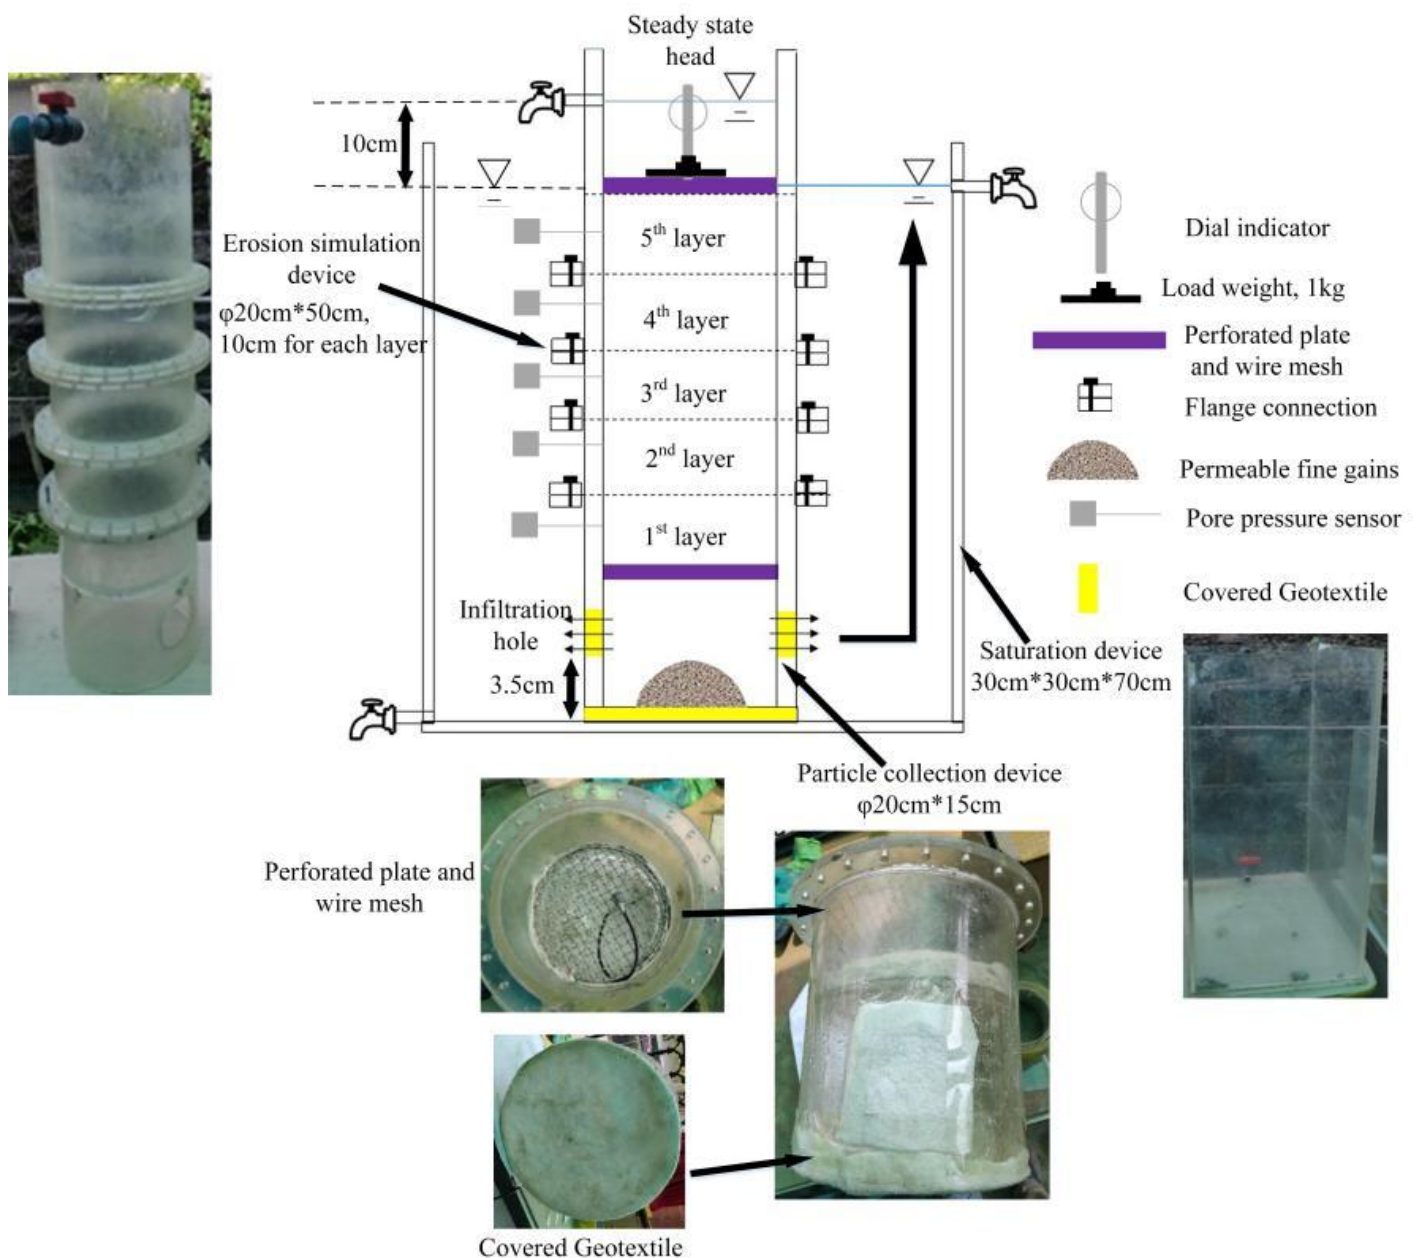 Steady state
head
10cm
Erosion simulation
device
φ20cm*50cm,
10cm for each layer
5th layer
4th layer
3rd layer
2nd layer
1st layer
Infiltration
hole
3.5cm
Dial indicator
Load weight, 1kg
Perforated plate
and wire mesh
Flange connection
Permeable fine gains
Pore pressure sensor
Covered Geotextile
Saturation device
30cm*30cm*70cm
Particle collection device
φ20cm*15cm
Perforated plate and
wire mesh
Covered Geotextile